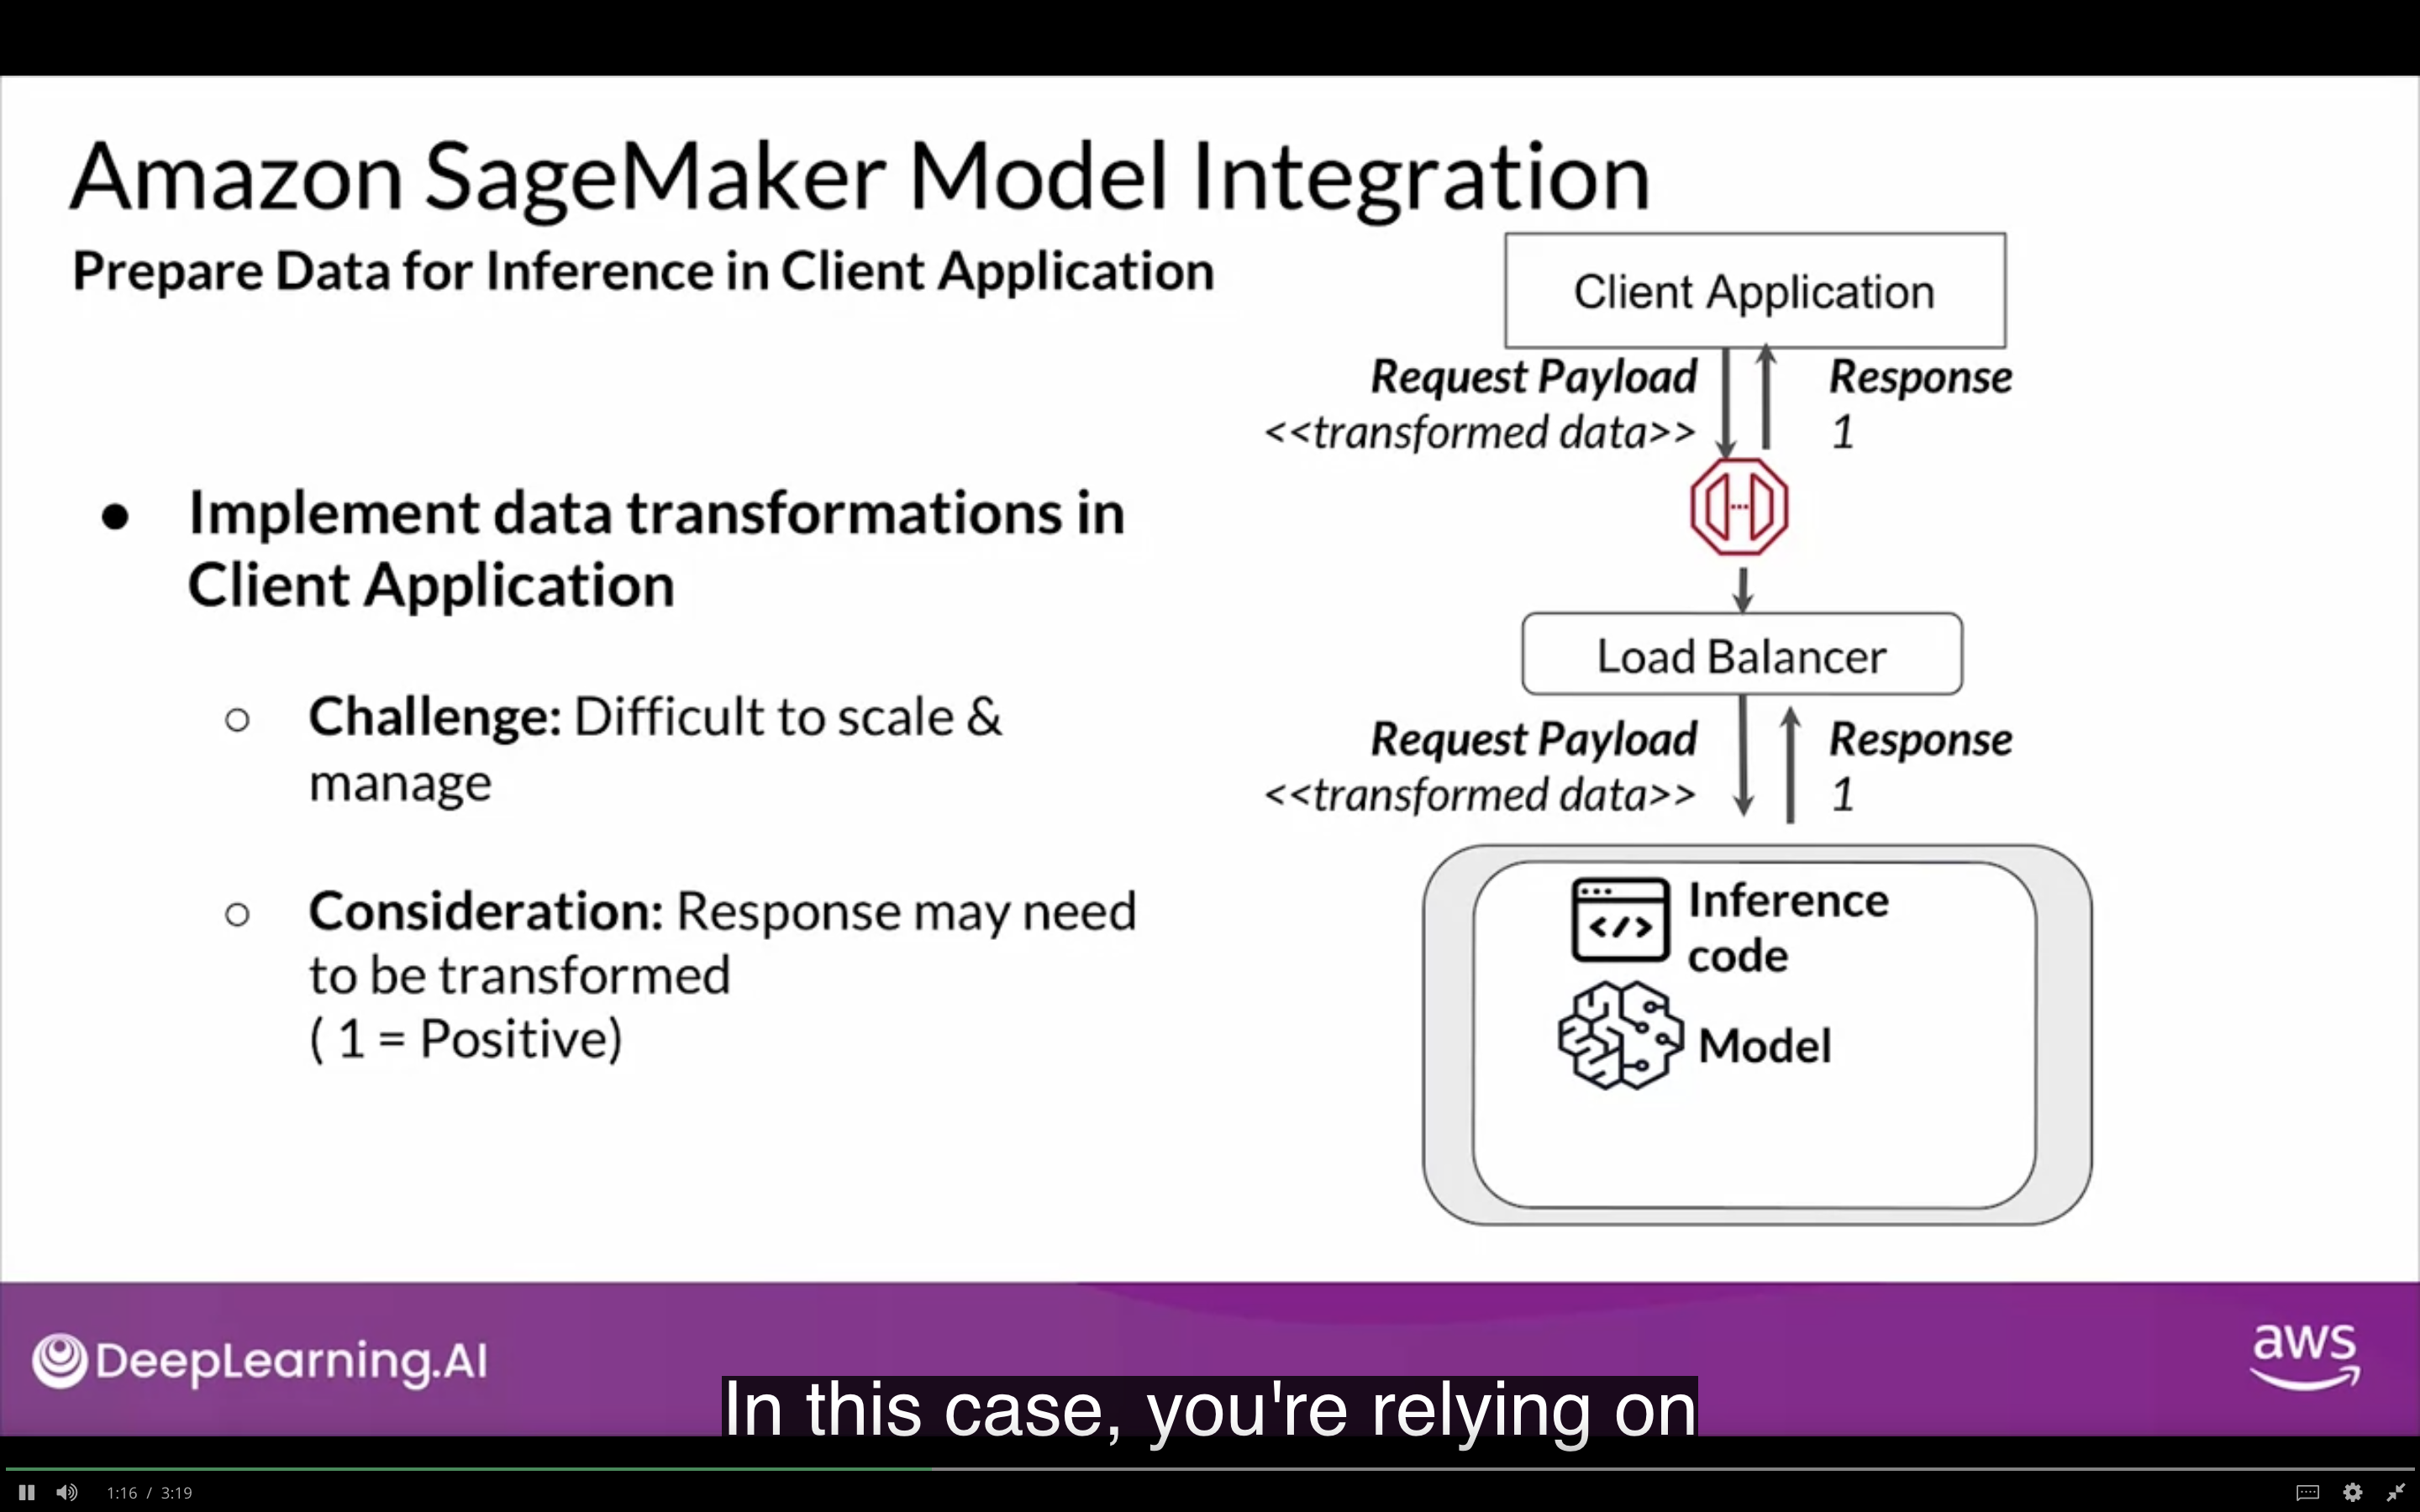 Amazon SageMaker Model Integration
Prepare Data for Inference in Client Application
● Implement data transformations in
Client Application
○ Challenge: Difficult to scale &
manage
○ Consideration: Response may need
to be transformed
( 1 = Positive)
Client Application
Request Payload
<<transformed data>>
Response
1
Load Balancer
Request Payload
<<transformed data>>
Response
1
Inference
code
Model
DeepLearning.AI
aws
In this case, you're relying on
1:16 / 3:19